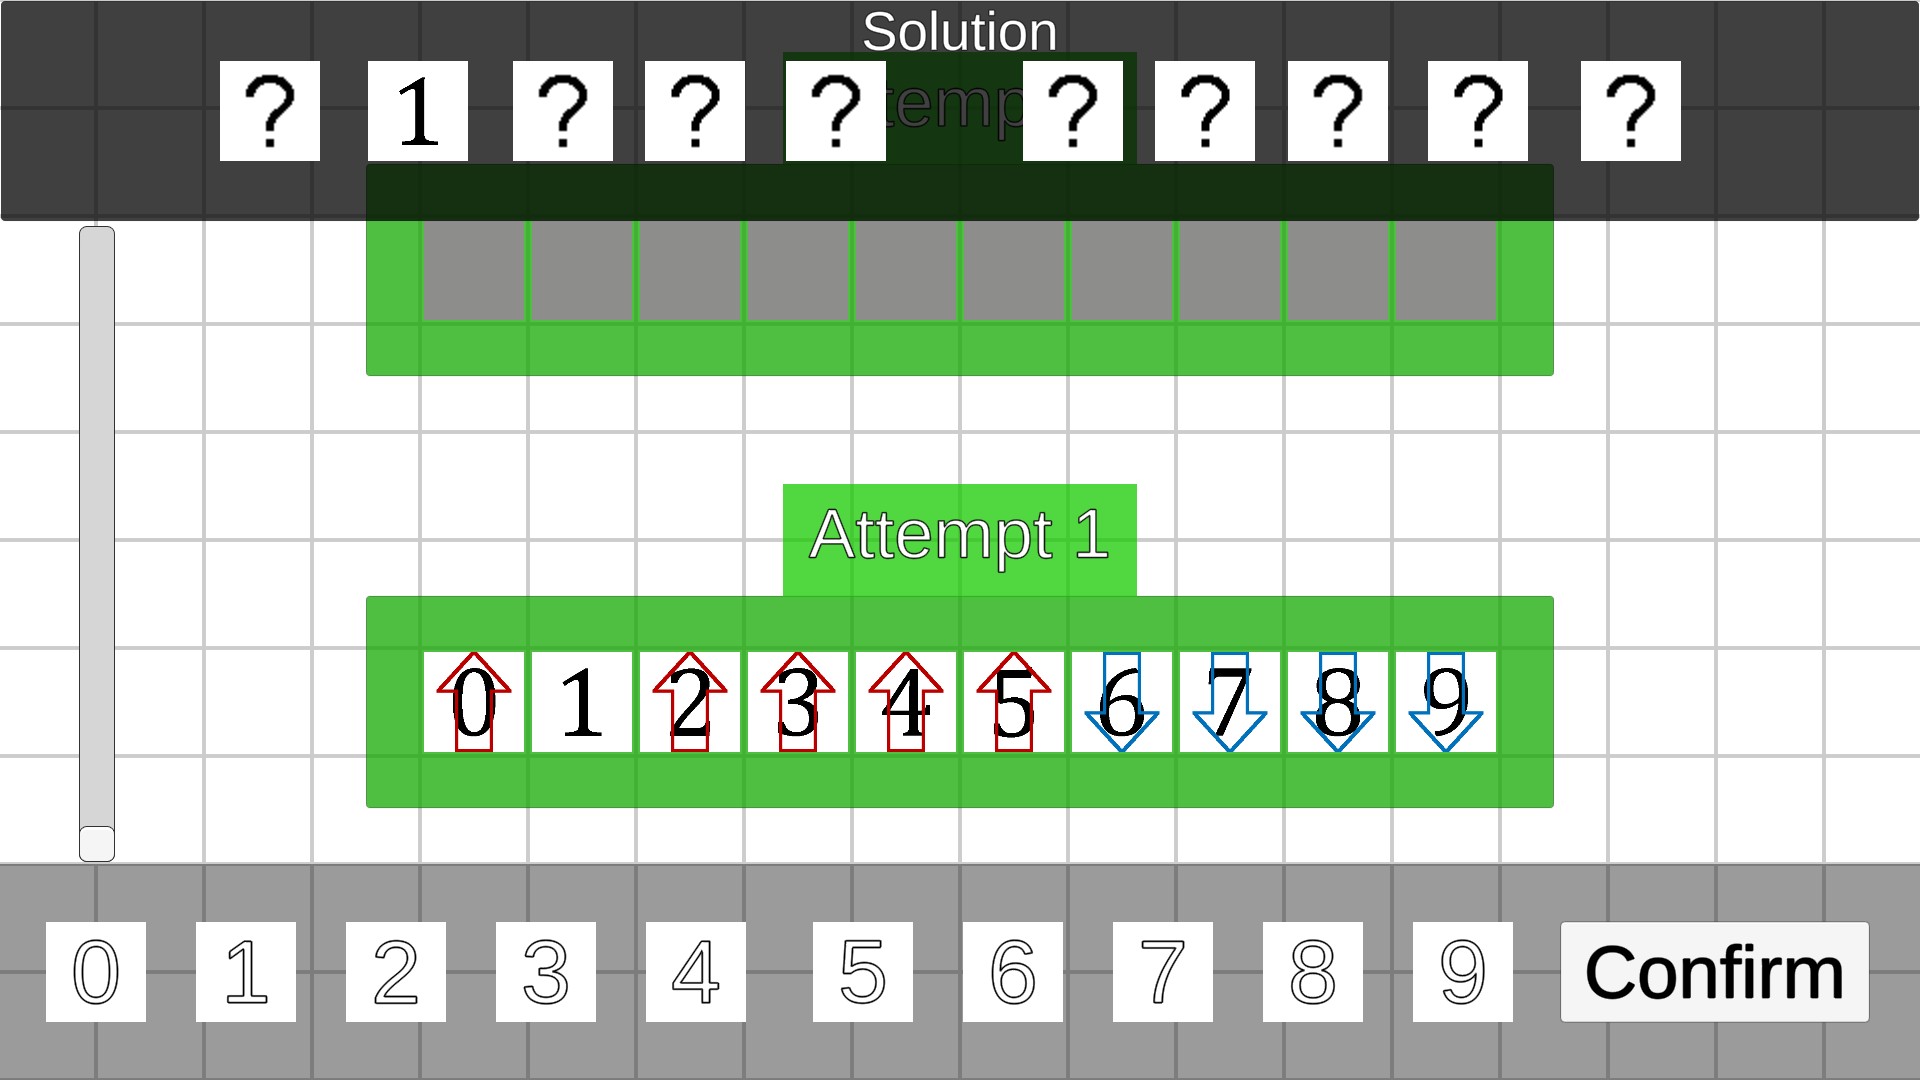 Solution
? 1 ? ? ? ? ? ? ? ?
temp
Attempt 1
0 1 2 3 4 5 6 7 8 9
0 1 2 3 4 5 6 7 8 9 Confirm